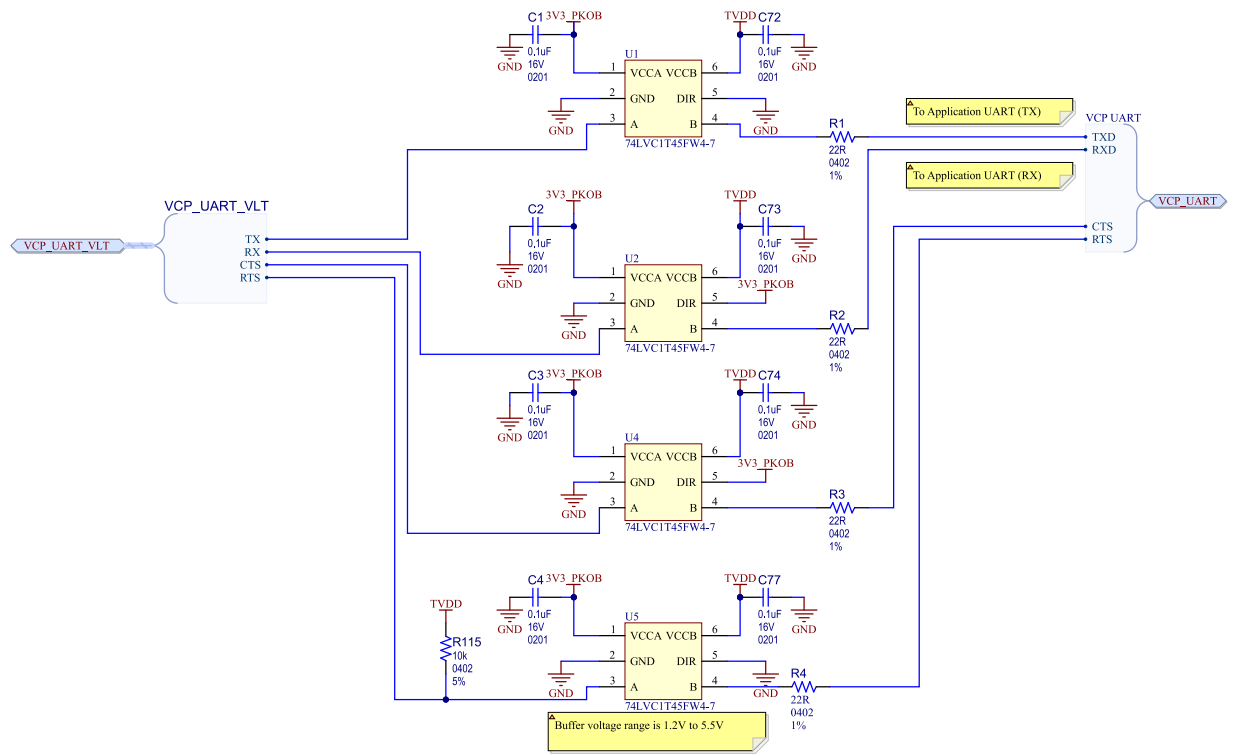 C1
3V3_PKOB
0.1uF
16V
0201
GND
TVDD
C72
0.1uF
16V
0201
GND
U1
1
VCCA
VCCB
6
2
GND
DIR
5
3
A
B
4
GND
GND
74LVC1T45FW4-7
R1
22R
0402
1%
To Application UART (TX)
To Application UART (RX)
VCP UART
TXD
RXD
CTS
RTS
VCP_UART
VCP_UART_VLT
VCP_UART_VLT
TX
RX
CTS
RTS
C2
3V3_PKOB
0.1uF
16V
0201
GND
TVDD
C73
0.1uF
16V
0201
GND
U2
1
VCCA
VCCB
6
2
GND
DIR
5
3
A
B
4
3V3_PKOB
GND
74LVC1T45FW4-7
R2
22R
0402
1%
C3
3V3_PKOB
0.1uF
16V
0201
GND
TVDD
C74
0.1uF
16V
0201
GND
U4
1
VCCA
VCCB
6
2
GND
DIR
5
3
A
B
4
3V3_PKOB
GND
74LVC1T45FW4-7
R3
22R
0402
1%
C4
3V3_PKOB
0.1uF
16V
0201
GND
TVDD
C77
0.1uF
16V
0201
GND
TVDD
R115
10k
0402
5%
U5
1
VCCA
VCCB
6
2
GND
DIR
5
3
A
B
4
GND
GND
74LVC1T45FW4-7
R4
22R
0402
1%
Buffer voltage range is 1.2V to 5.5V